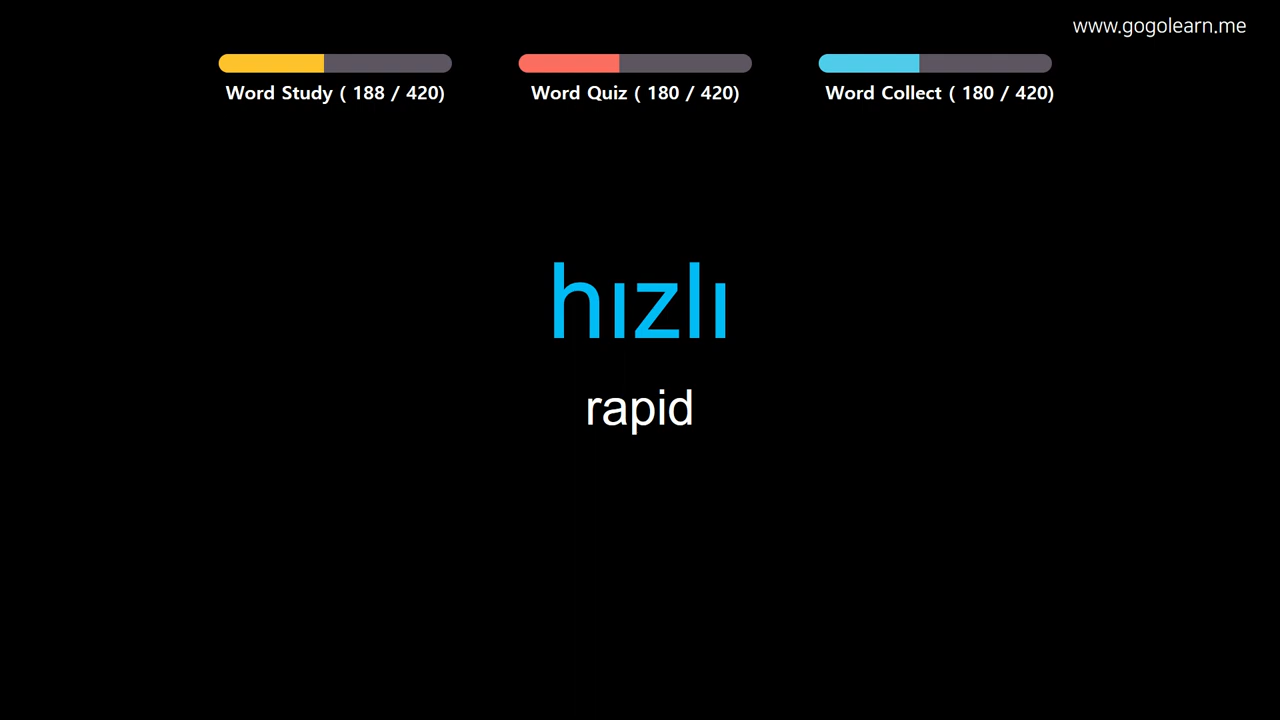 www.gogolearn.me
Word Study ( 188 / 420)
Word Quiz ( 180 / 420)
Word Collect ( 180 / 420)
hızlı
rapid